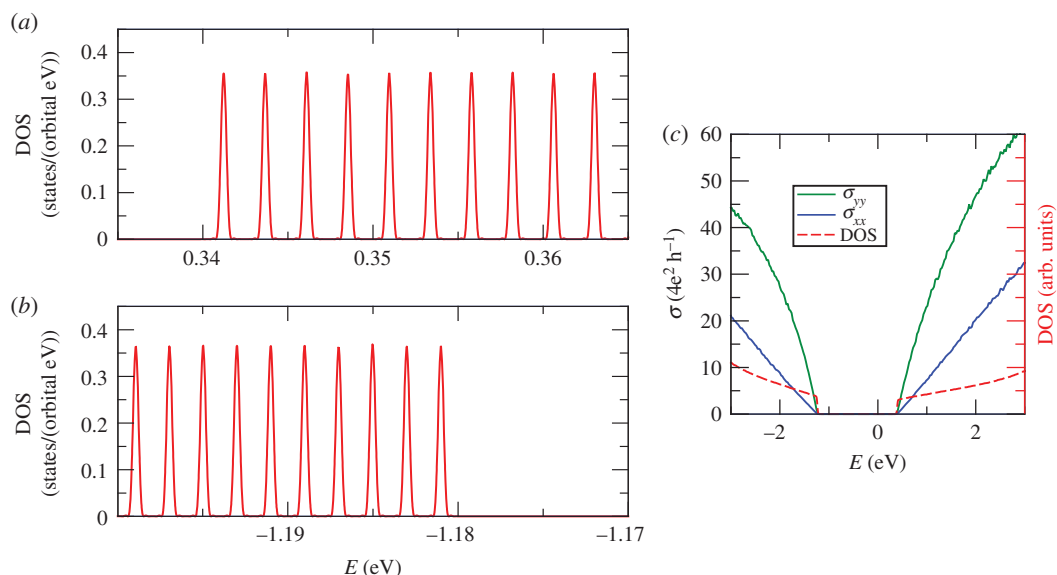 (a)
DOS
(states/(orbital eV))
0.4
0.3
0.2
0.1
0
0.34
0.35
0.36
(b)
DOS
(states/(orbital eV))
0.4
0.3
0.2
0.1
0
−1.19
−1.18
−1.17
E (eV)
(c)
σ (4e² h⁻¹)
60
50
40
30
20
10
0
−2
0
2
E (eV)
σyy
σxx
DOS
DOS (arb. units)